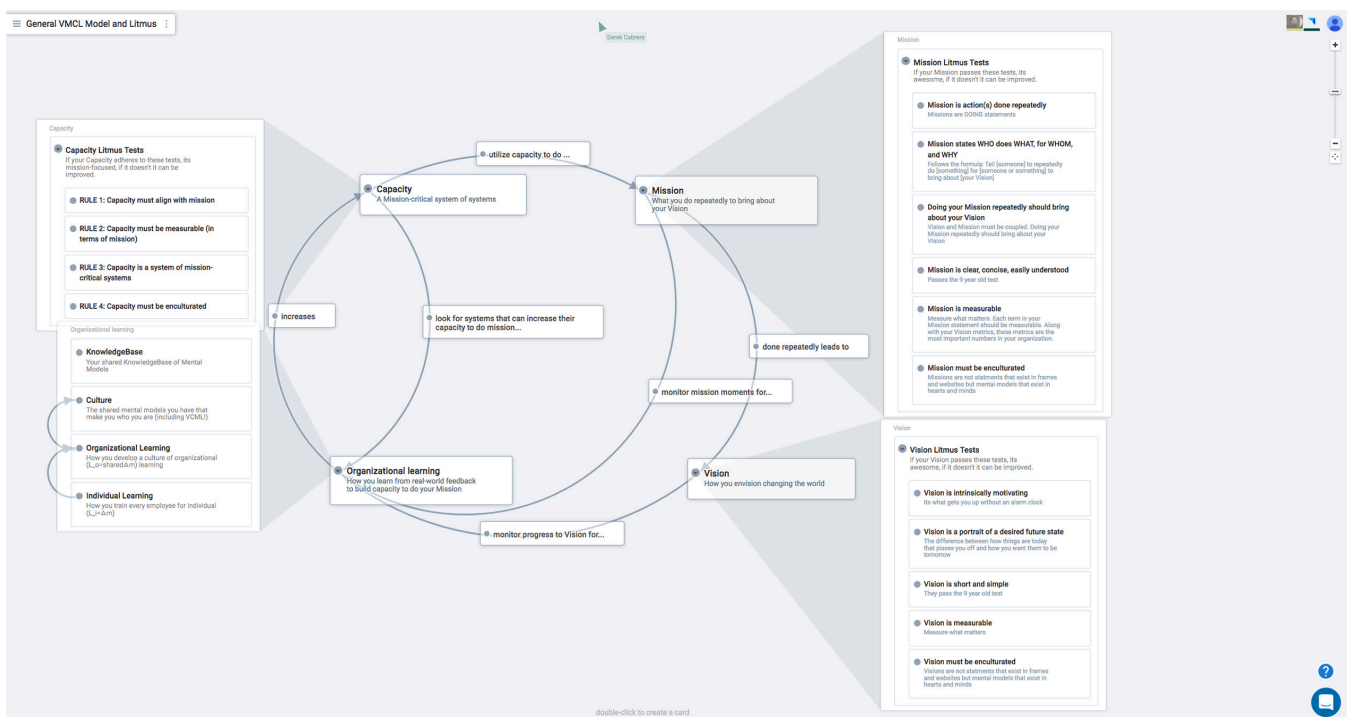 General VMCL Model and Litmus
Derek Cabrera
Capacity
Capacity Litmus Tests
If your Capacity adheres to these tests, its
mission-focused, if it doesn't it can be
improved.
RULE 1: Capacity must align with mission
RULE 2: Capacity must be measurable (in
terms of mission)
RULE 3: Capacity is a system of mission-
critical systems
RULE 4: Capacity must be enculturated
Organizational learning
KnowledgeBase
Your shared KnowledgeBase of Mental
Models
Culture
The shared mental models you have that
make you who you are (including VCML!)
Organizational Learning
How you develop a culture of organizational
(L_o=sharedΔm) learning
Individual Learning
How you train every employee for Individual
(L_i=Δm)
utilize capacity to do ...
Capacity
A Mission-critical system of systems
Mission
What you do repeatedly to bring about
your Vision
increases
look for systems that can increase their
capacity to do mission...
done repeatedly leads to
monitor mission moments for...
Organizational learning
How you learn from real-world feedback
to build capacity to do your Mission
Vision
How you envision changing the world
monitor progress to Vision for...
Mission
Mission Litmus Tests
If your Mission passes these tests, its
awesome, if it doesn't it can be improved.
Mission is action(s) done repeatedly
Missions are DOING statements
Mission states WHO does WHAT, for WHOM,
and WHY
Follows the formula: Tell [someone] to repeatedly
do [something] for [someone or something] to
bring about [your Vision]
Doing your Mission repeatedly should bring
about your Vision
Vision and Mission must be coupled. Doing your
Mission repeatedly should bring about your
Vision
Mission is clear, concise, easily understood
Passes the 9 year old test
Mission is measurable
Measure what matters. Each term in your
Mission statement should be measurable. Along
with your Vision metrics, these metrics are the
most important numbers in your organization.
Mission must be enculturated
Missions are not statments that exist in frames
and websites but mental models that exist in
hearts and minds
Vision
Vision Litmus Tests
If your Vision passes these tests, its
awesome, if it doesn't it can be improved.
Vision is intrinsically motivating
Its what gets you up without an alarm clock
Vision is a portrait of a desired future state
The difference between how things are today
that pisses you off and how you want them to be
tomorrow
Vision is short and simple
They pass the 9 year old test
Vision is measurable
Measure what matters
Vision must be enculturated
Visions are not statments that exist in frames
and websites but mental models that exist in
hearts and minds
double-click to create a card